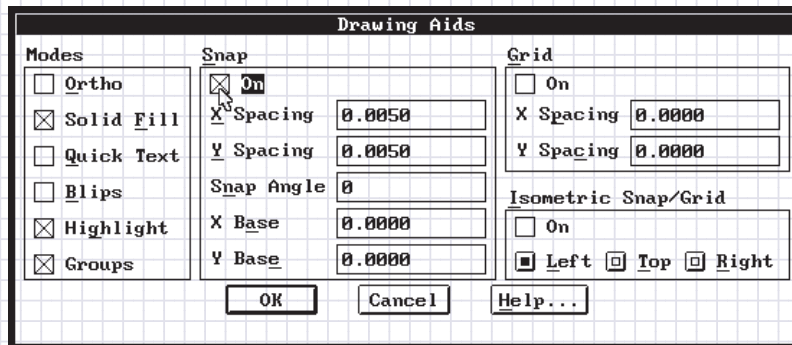 Drawing Aids
Modes
Ortho
Solid Fill
Quick Text
Blips
Highlight
Groups
Snap
On
X Spacing 0.0050
Y Spacing 0.0050
Snap Angle 0
X Base 0.0000
Y Base 0.0000
Grid
On
X Spacing 0.0000
Y Spacing 0.0000
Isometric Snap/Grid
On
Left Top Right
OK Cancel Help...